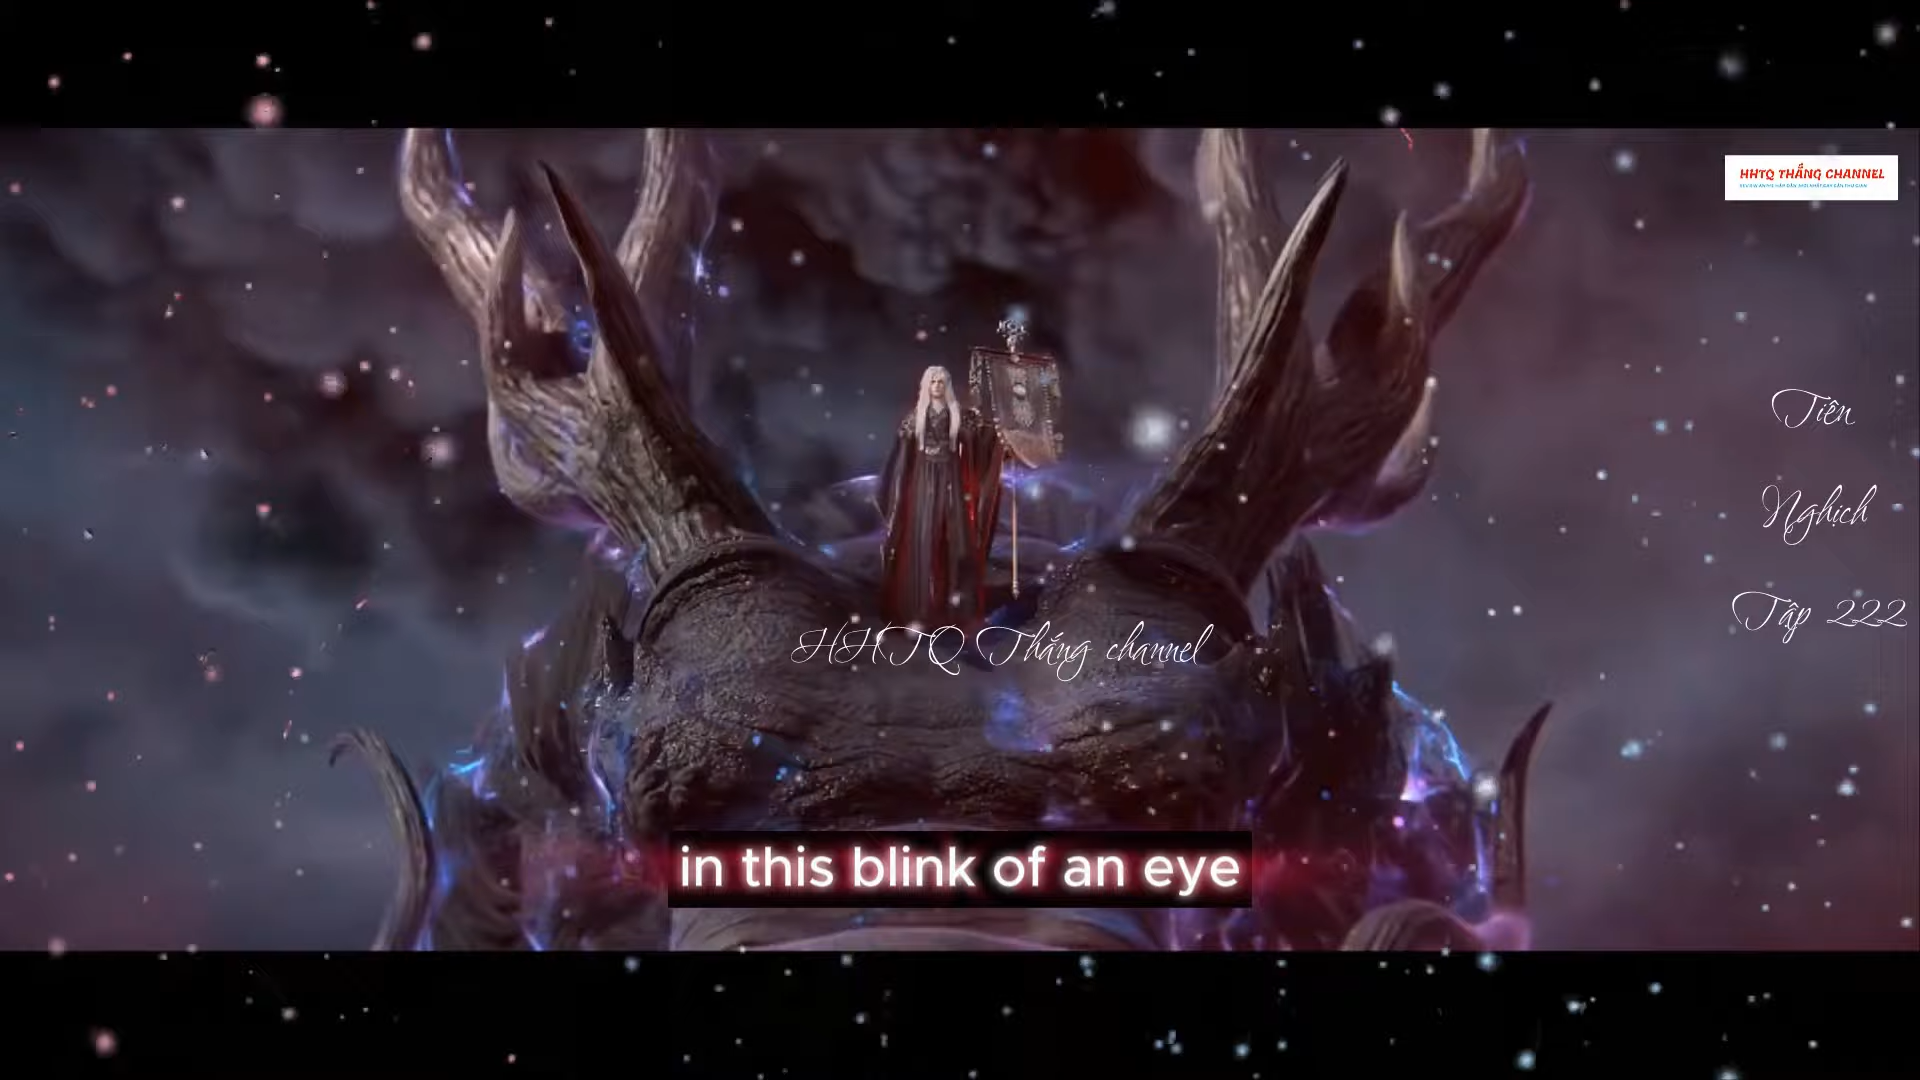 HHTQ THẮNG CHANNEL
Tiên
Nghịch
Tập 222
HHTQ Thắng channel
in this blink of an eye